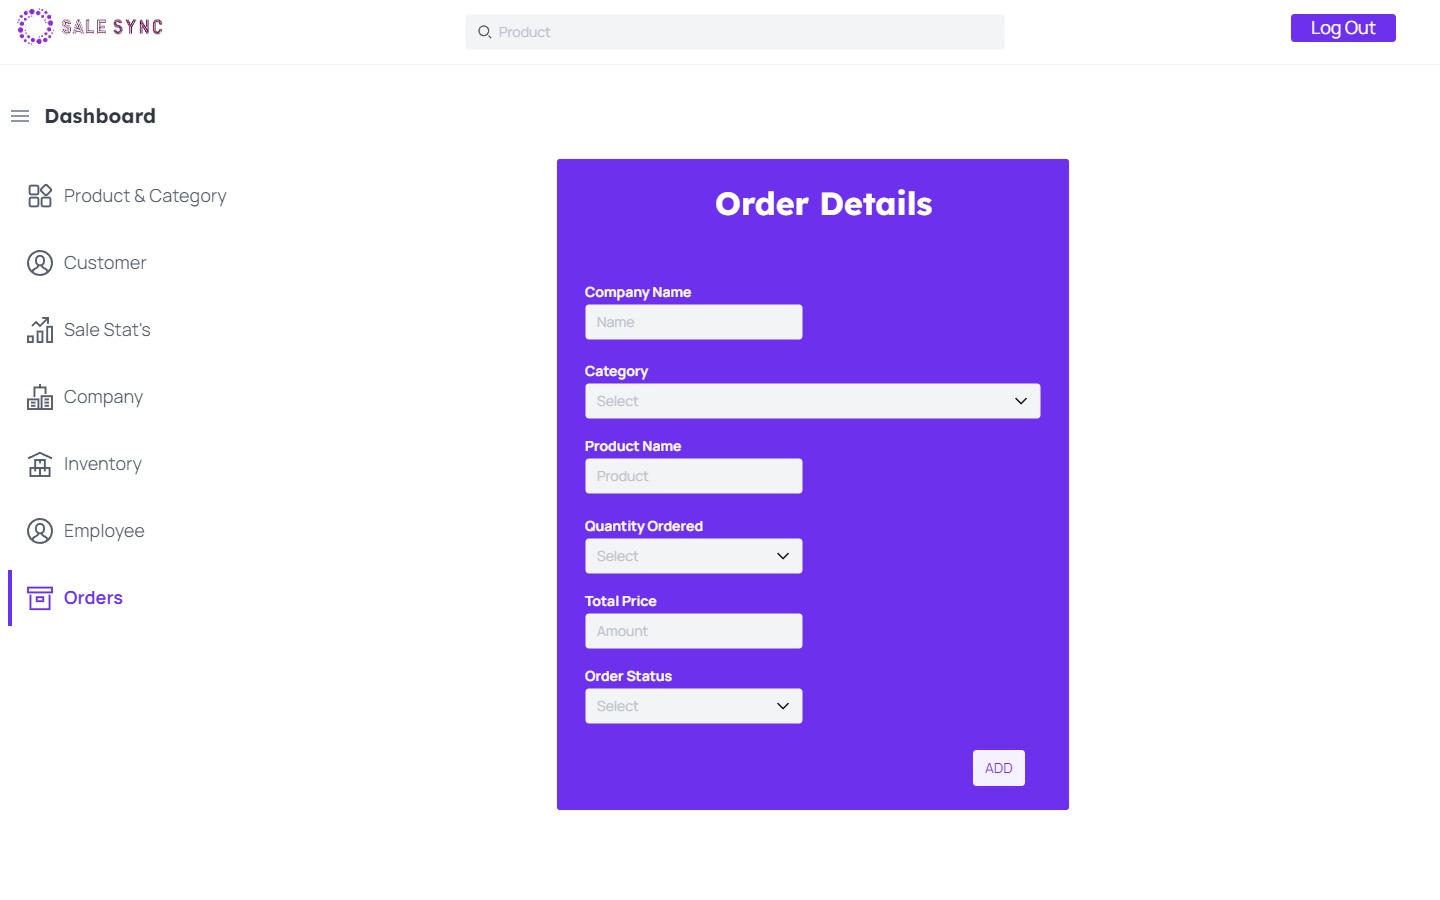 SALE SYNC
Product
Log Out
Dashboard
Product & Category
Customer
Sale Stat's
Company
Inventory
Employee
Orders
Order Details
Company Name
Name
Category
Select
Product Name
Product
Quantity Ordered
Select
Total Price
Amount
Order Status
Select
ADD